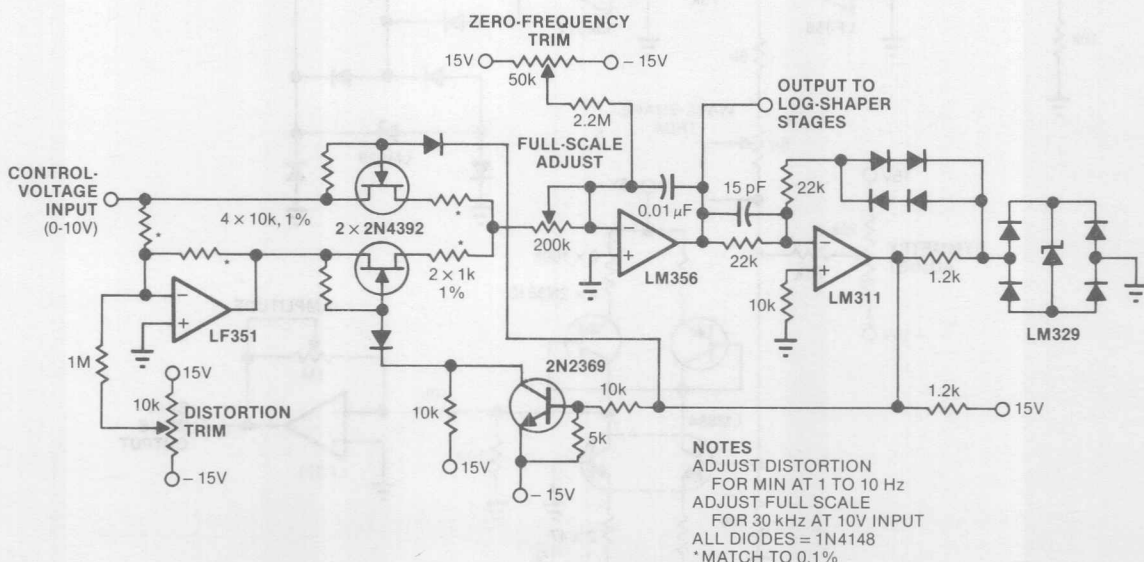 ZERO-FREQUENCY
TRIM
15V
– 15V
50k
2.2M
OUTPUT TO
LOG-SHAPER
STAGES
FULL-SCALE
ADJUST
CONTROL-
VOLTAGE
INPUT
(0-10V)
*
4 × 10k, 1%
2 × 2N4392
*
200k
0.01 μF
15 pF
22k
22k
*
*
2 × 1k
1%
LM356
LM311
1.2k
10k
LM329
LF351
1M
15V
10k
DISTORTION
TRIM
– 15V
10k
15V
2N2369
10k
5k
– 15V
1.2k
15V
NOTES
ADJUST DISTORTION
FOR MIN AT 1 TO 10 Hz
ADJUST FULL SCALE
FOR 30 kHz AT 10V INPUT
ALL DIODES = 1N4148
*MATCH TO 0.1%